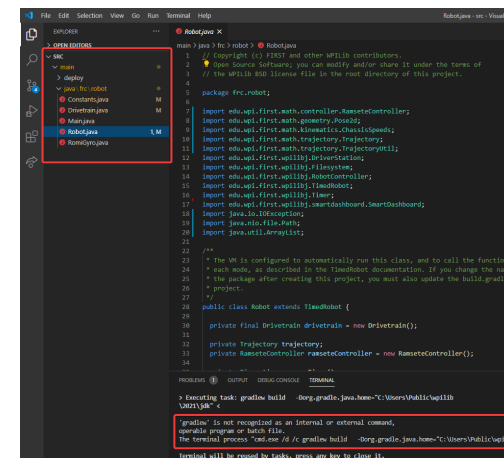 File Edit Selection View Go Run Terminal Help
Robot.java - src - Visual
EXPLORER
OPEN EDITORS
SRC
main
deploy
java \ frc \ robot
Constants.java M
Drivetrain.java M
Main.java
Robot.java 1, M
RomiGyro.java
Robot.java
main > java > frc > robot > Robot.java
1 // Copyright (c) FIRST and other WPILib contributors.
2 // Open Source Software; you can modify and/or share it under the terms of
3 // the WPILib BSD license file in the root directory of this project.
4
5 package frc.robot;
6
7 import edu.wpi.first.math.controller.RamseteController;
8 import edu.wpi.first.math.geometry.Pose2d;
9 import edu.wpi.first.math.kinematics.ChassisSpeeds;
10 import edu.wpi.first.math.trajectory.Trajectory;
11 import edu.wpi.first.math.trajectory.TrajectoryUtil;
12 import edu.wpi.first.wpilibj.DriverStation;
13 import edu.wpi.first.wpilibj.Filesystem;
14 import edu.wpi.first.wpilibj.RobotController;
15 import edu.wpi.first.wpilibj.TimedRobot;
16 import edu.wpi.first.wpilibj.Timer;
17 import edu.wpi.first.wpilibj.smartdashboard.SmartDashboard;
18 import java.io.IOException;
19 import java.nio.file.Path;
20 import java.util.ArrayList;
21
22 /**
23 * The VM is configured to automatically run this class, and to call the functio
24 * each mode, as described in the TimedRobot documentation. If you change the na
25 * the package after creating this project, you must also update the build.gradl
26 * project.
27 */
28 public class Robot extends TimedRobot {
29
30 private final Drivetrain drivetrain = new Drivetrain();
31
32 private Trajectory trajectory;
33 private RamseteController ramseteController = new RamseteController();
34
PROBLEMS 1 OUTPUT DEBUG CONSOLE TERMINAL
> Executing task: gradlew build -Dorg.gradle.java.home="C:\Users\Public\wpilib
\2021\jdk" <
'gradlew' is not recognized as an internal or external command,
operable program or batch file.
The terminal process "cmd.exe /d /c gradlew build -Dorg.gradle.java.home="C:\Users\Public\wpi
Terminal will be reused by tasks, press any key to close it.